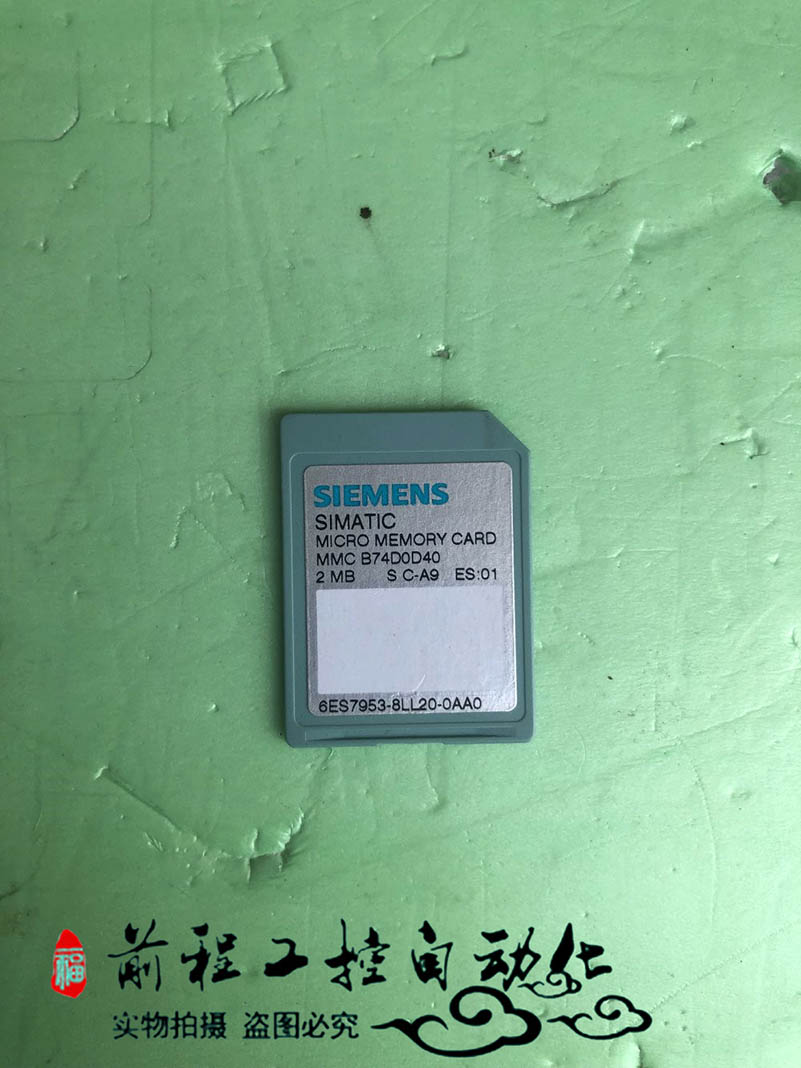 SIEMENS
SIMATIC
MICRO MEMORY CARD
MMC B74D0D40
2 MB S C-A9 ES:01
6ES7953-8LL20-0AA0
福 前程工控自动化
实物拍摄 盗图必究